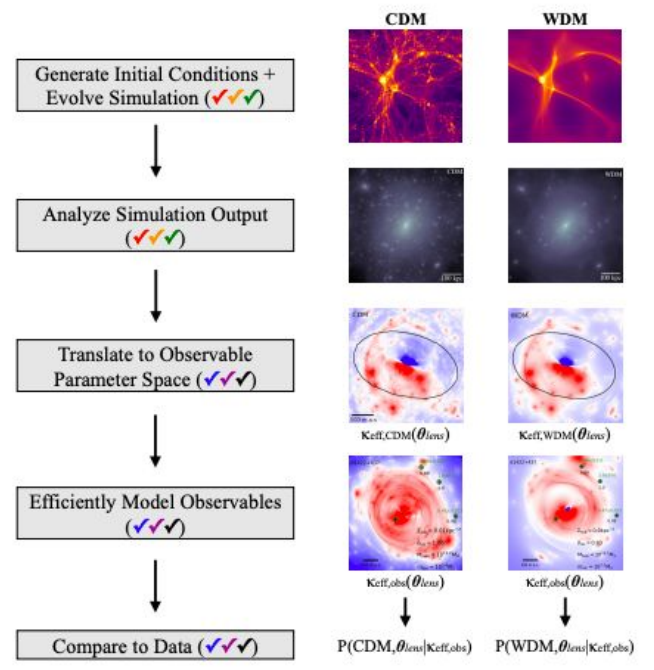 CDM WDM
Generate Initial Conditions +
Evolve Simulation (✓✓✓)
CDM WDM
Analyze Simulation Output
(✓✓✓)
100 kpc 100 kpc
CDM WDM
Translate to Observable
Parameter Space (✓✓✓)
κeff,CDM(θlens) κeff,WDM(θlens)
Efficiently Model Observables
(✓✓✓)
κeff,obs(θlens) κeff,obs(θlens)
Compare to Data (✓✓✓)
P(CDM,θlens|κeff,obs) P(WDM,θlens|κeff,obs)